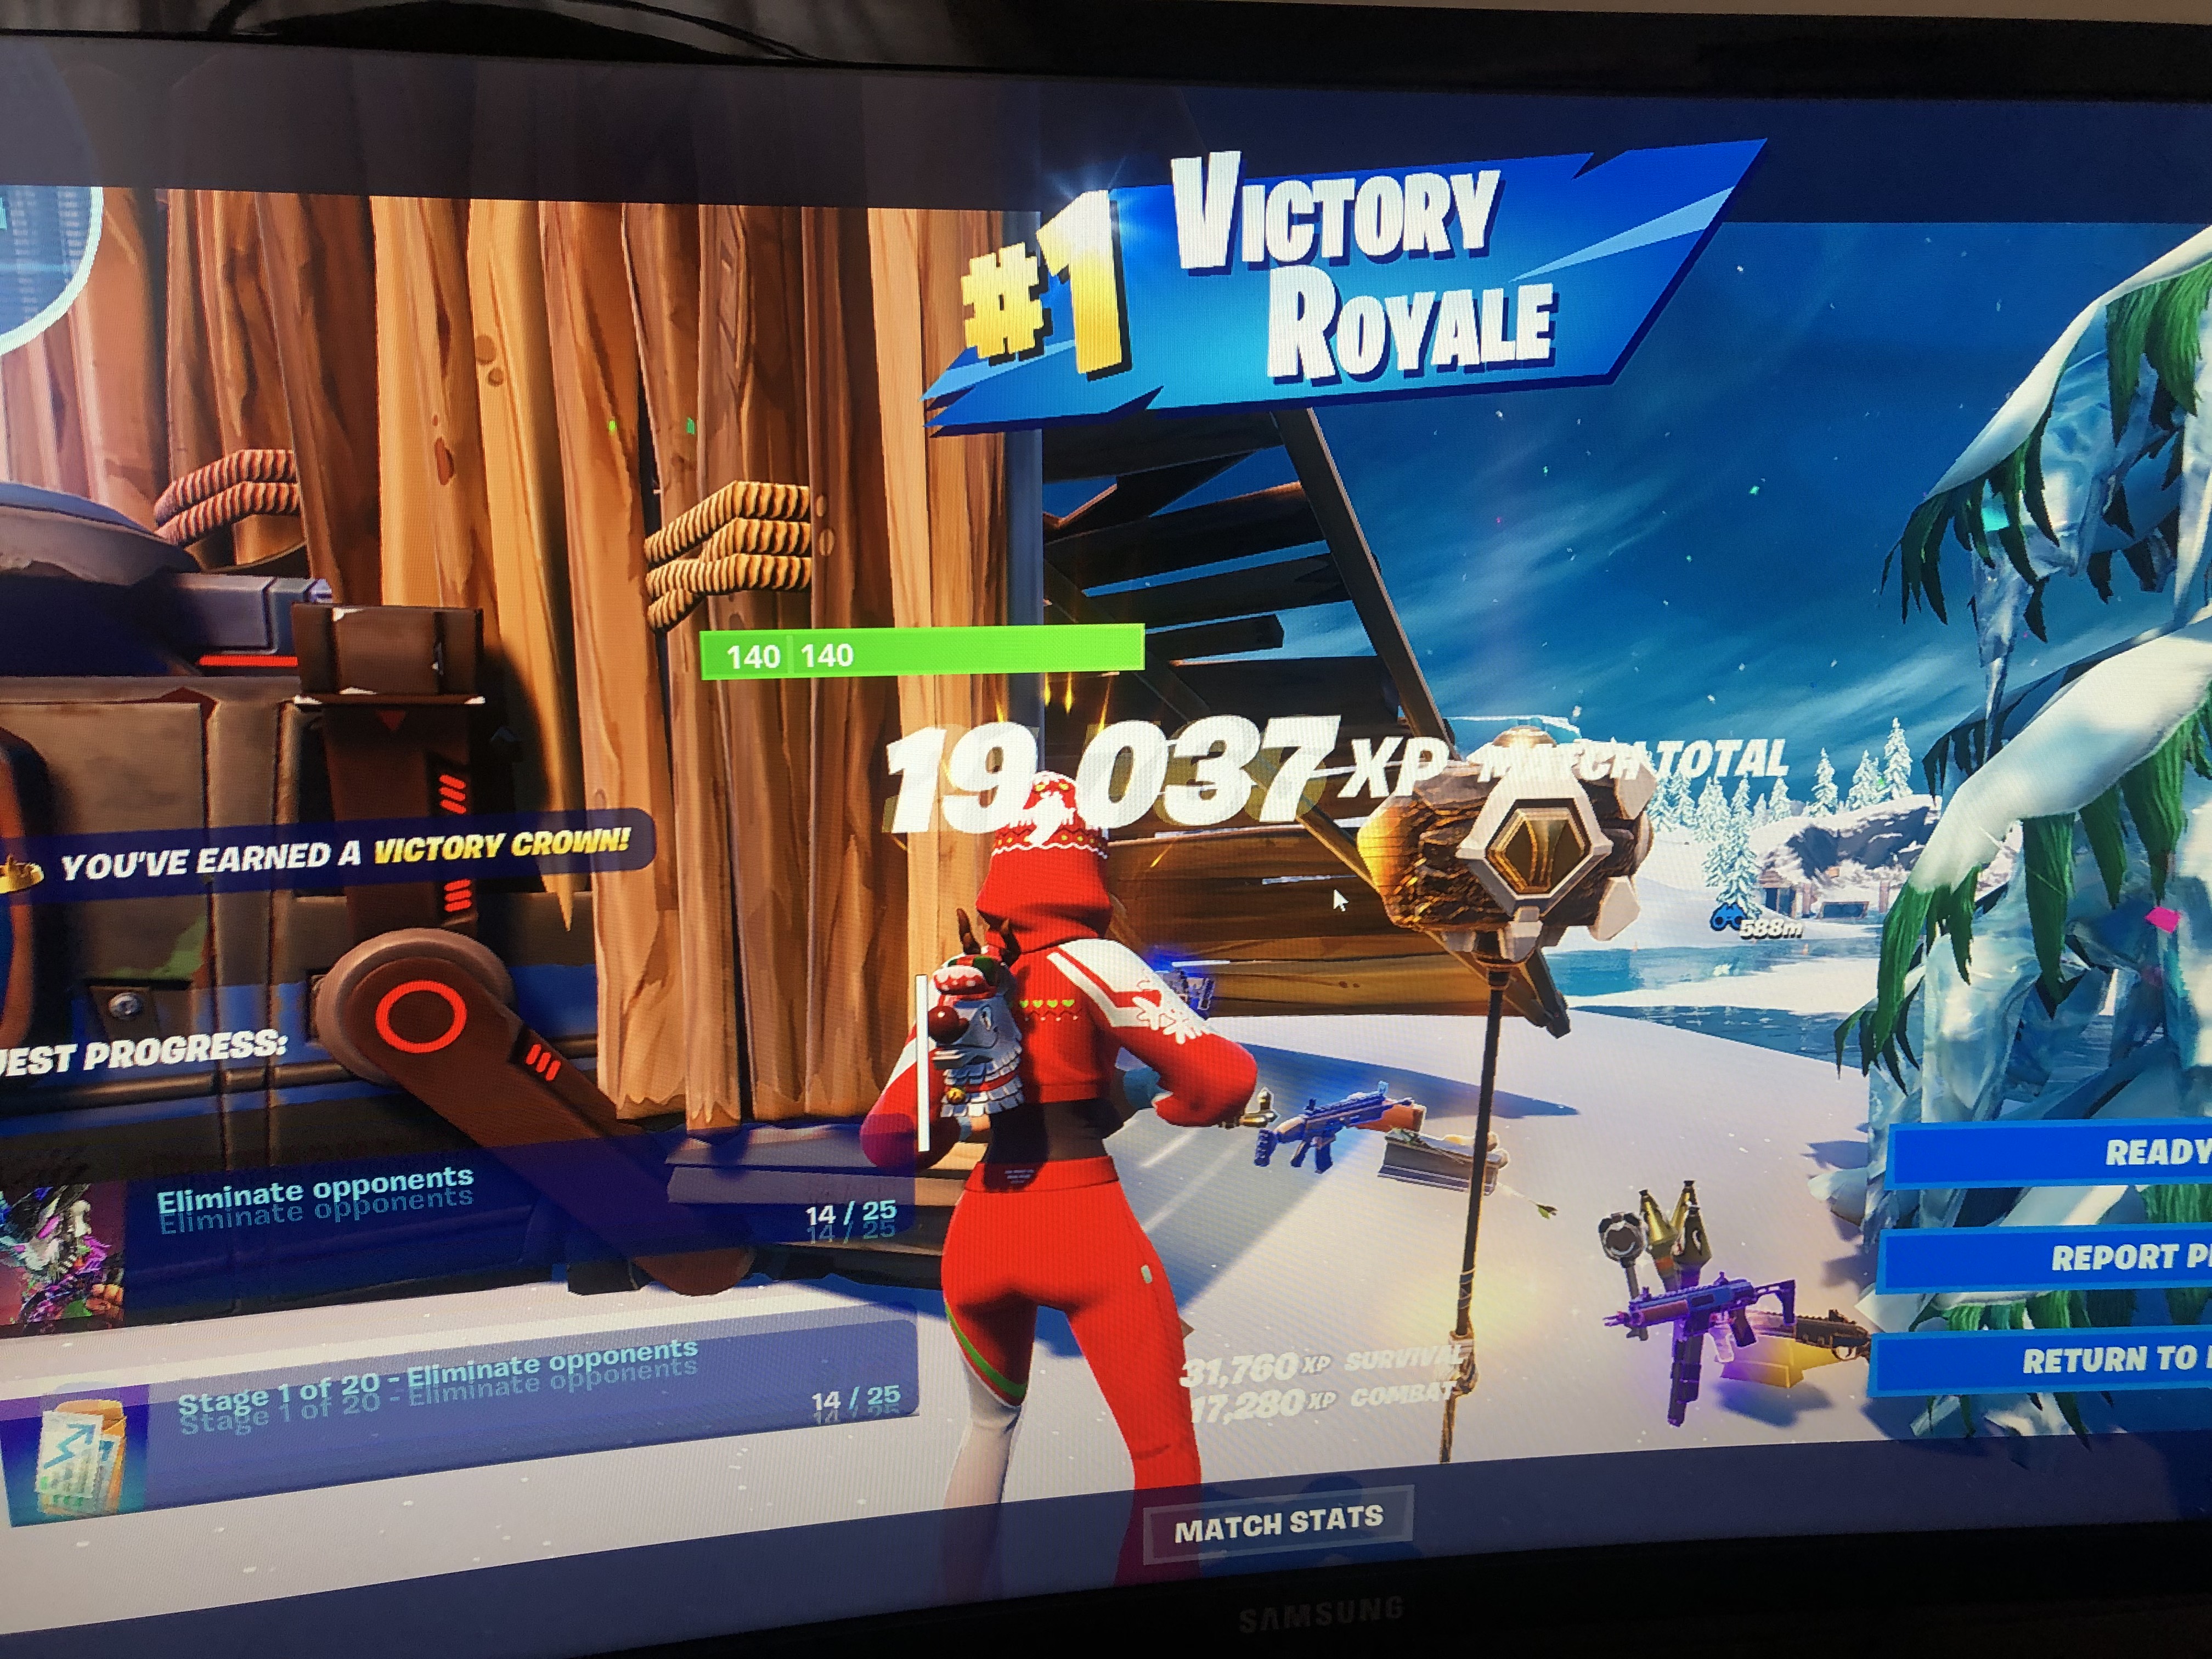 #1 VICTORY
ROYALE
140 140
19,037 XP MATCH TOTAL
YOU'VE EARNED A VICTORY CROWN!
588m
UEST PROGRESS:
Eliminate opponents
14 / 25
Stage 1 of 20 - Eliminate opponents
14 / 25
31,760 XP SURVIVAL
17,280 XP COMBAT
READY
REPORT P
RETURN TO
MATCH STATS
SAMSUNG